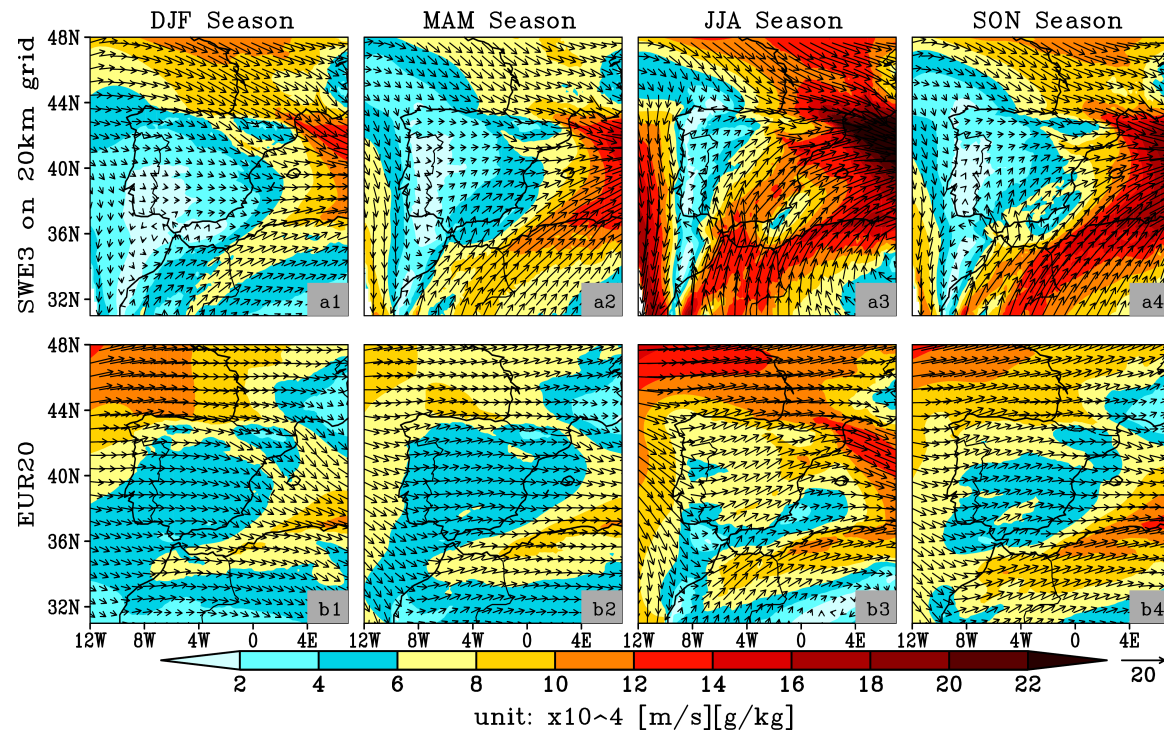 DJF Season MAM Season JJA Season SON Season
SWE3 on 20km grid
48N
44N
40N
36N
32N
a1 a2 a3 a4
EUR20
48N
44N
40N
36N
32N
b1 b2 b3 b4
12W 8W 4W 0 4E 12W 8W 4W 0 4E 12W 8W 4W 0 4E 12W 8W 4W 0 4E
2 4 6 8 10 12 14 16 18 20 22 20
unit: x10^4 [m/s][g/kg]